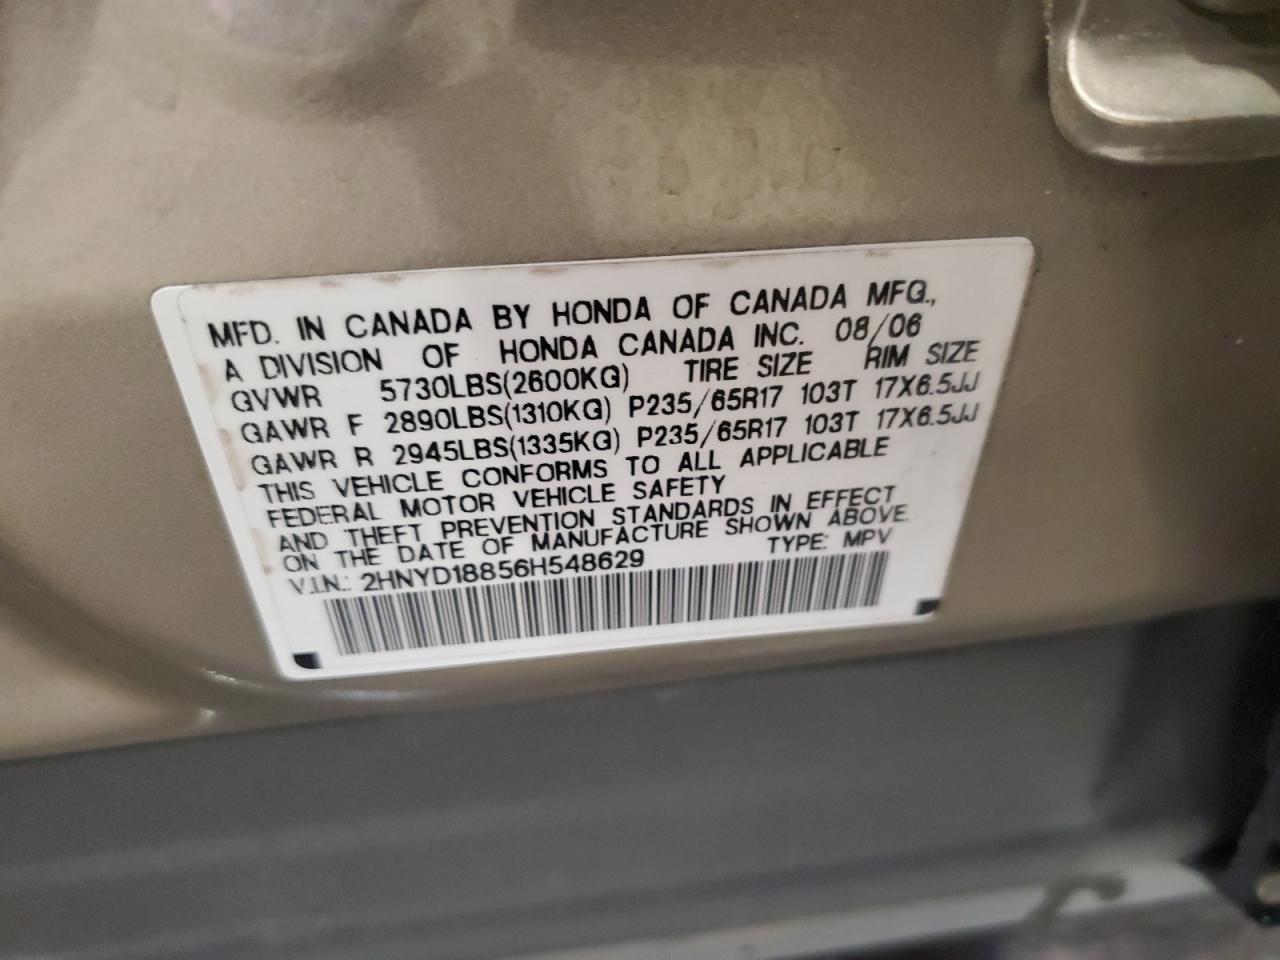 MFD. IN CANADA BY HONDA OF CANADA MFG.,
A DIVISION OF HONDA CANADA INC. 08/06
GVWR 5730LBS(2600KG) TIRE SIZE RIM SIZE
GAWR F 2890LBS(1310KG) P235/65R17 103T 17X6.5JJ
GAWR R 2945LBS(1335KG) P235/65R17 103T 17X6.5JJ
THIS VEHICLE CONFORMS TO ALL APPLICABLE
FEDERAL MOTOR VEHICLE SAFETY
AND THEFT PREVENTION STANDARDS IN EFFECT
ON THE DATE OF MANUFACTURE SHOWN ABOVE.
V.I.N.: 2HNYD18856H548629 TYPE: MPV